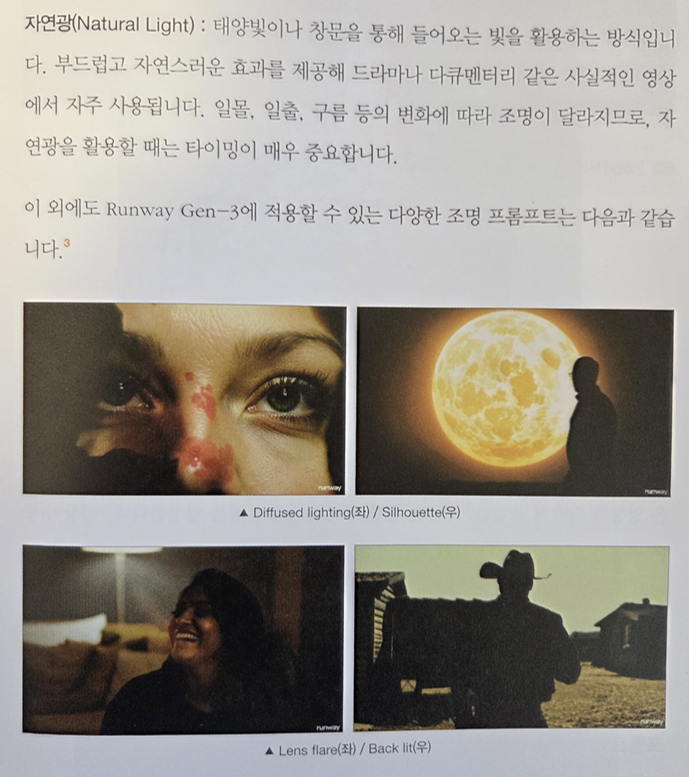 자연광(Natural Light) : 태양빛이나 창문을 통해 들어오는 빛을 활용하는 방식입니
다. 부드럽고 자연스러운 효과를 제공해 드라마나 다큐멘터리 같은 사실적인 영상
에서 자주 사용됩니다. 일몰, 일출, 구름 등의 변화에 따라 조명이 달라지므로, 자
연광을 활용할 때는 타이밍이 매우 중요합니다.
이 외에도 Runway Gen-3에 적용할 수 있는 다양한 조명 프롬프트는 다음과 같습
니다.3
runway
runway
▲ Diffused lighting(좌) / Silhouette(우)
runway
runway
▲ Lens flare(좌) / Back lit(우)